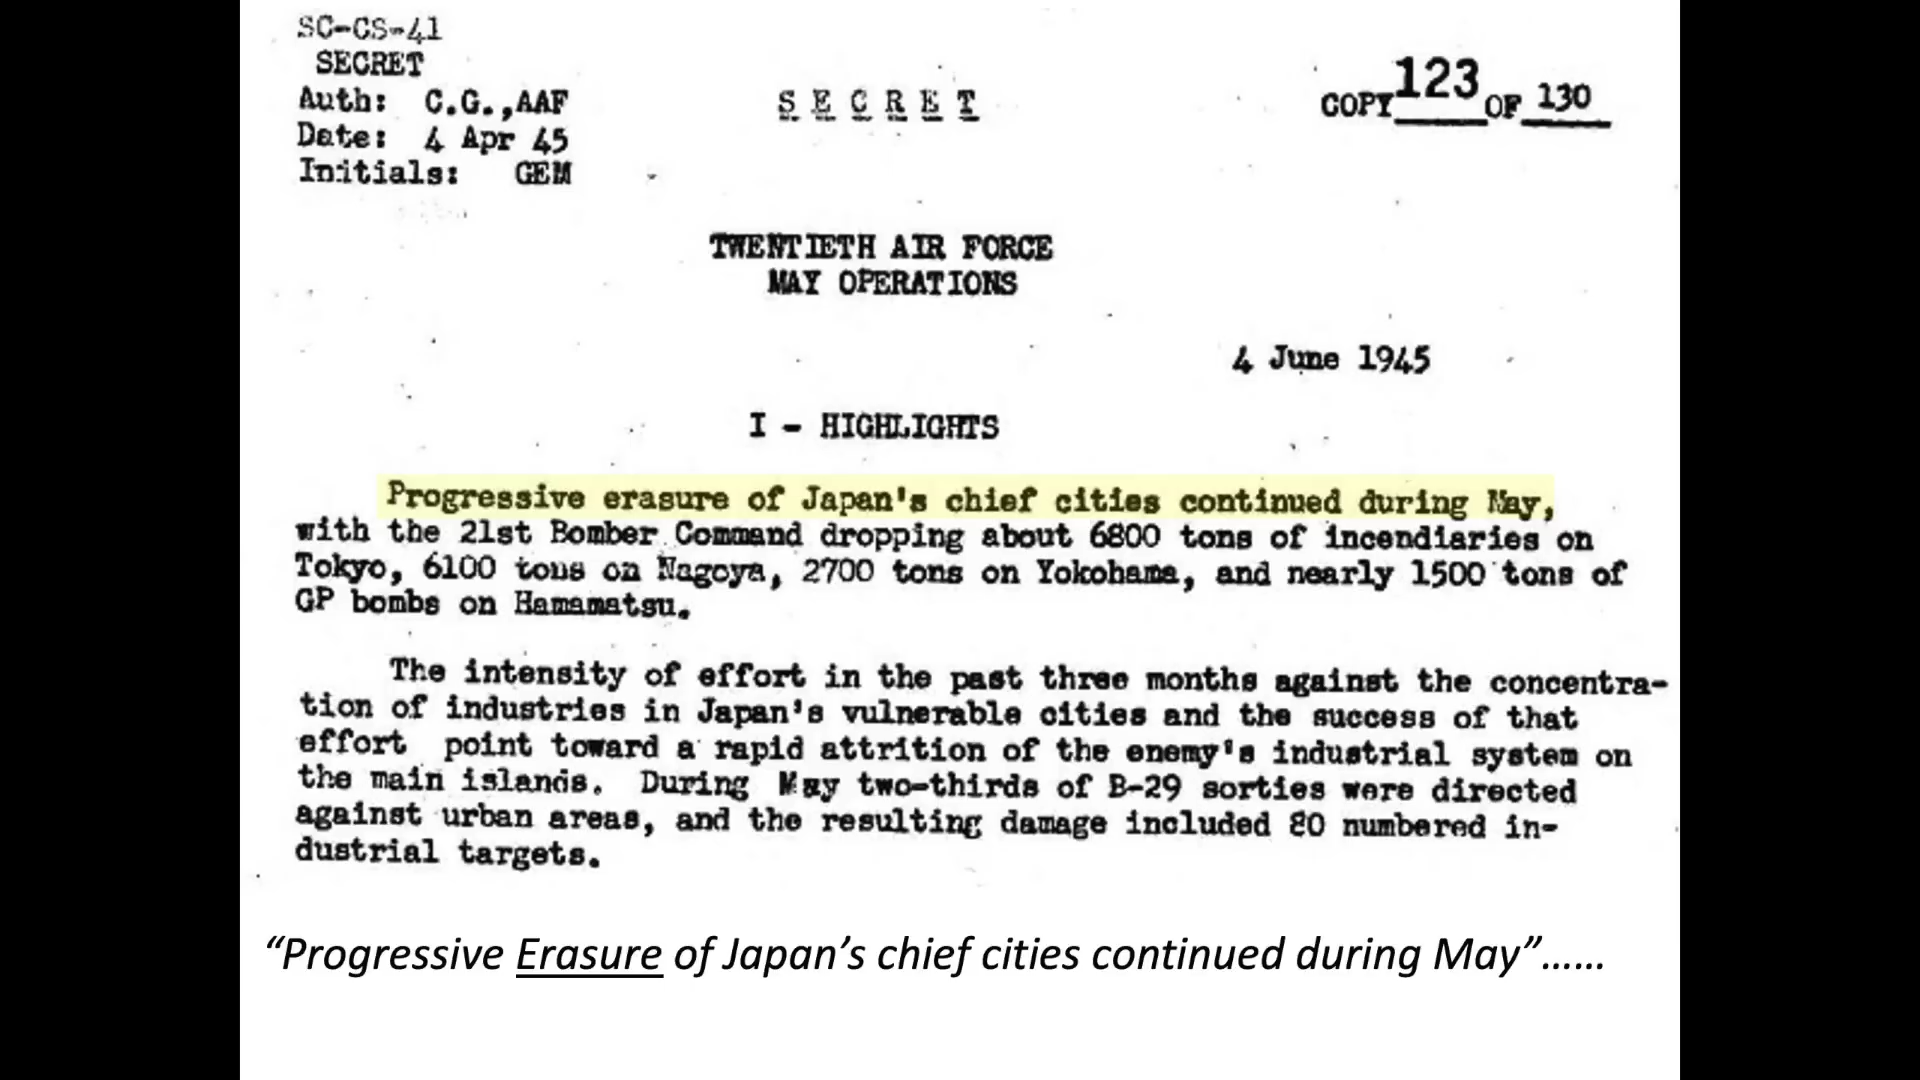 SC-CS-41
SECRET
Auth: C.G.,AAF
Date: 4 Apr 45
Initials: GEM
SECRET
COPY 123 OF 130
TWENTIETH AIR FORCE
MAY OPERATIONS
4 June 1945
I - HIGHLIGHTS
Progressive erasure of Japan's chief cities continued during May,
with the 21st Bomber Command dropping about 6800 tons of incendiaries on
Tokyo, 6100 tons on Nagoya, 2700 tons on Yokohama, and nearly 1500 tons of
GP bombs on Hamamatsu.
The intensity of effort in the past three months against the concentra-
tion of industries in Japan's vulnerable cities and the success of that
effort point toward a rapid attrition of the enemy's industrial system on
the main islands. During May two-thirds of B-29 sorties were directed
against urban areas, and the resulting damage included 80 numbered in-
dustrial targets.
“Progressive Erasure of Japan’s chief cities continued during May”……